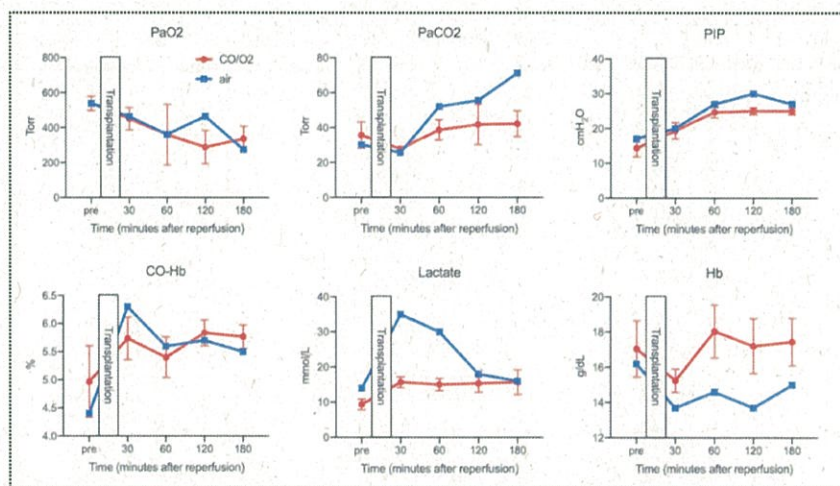 PaO2
800
600
400
200
0
Torr
Transplantation
CO/O2
air
pre 30 60 120 180
Time (minutes after reperfusion)
PaCO2
80
60
40
20
0
Torr
Transplantation
pre 30 60 120 180
Time (minutes after reperfusion)
PIP
40
30
20
10
0
cmH2O
Transplantation
pre 30 60 120 180
Time (minutes after reperfusion)
CO-Hb
6.5
6.0
5.5
5.0
4.5
4.0
%
Transplantation
pre 30 60 120 180
Time (minutes after reperfusion)
Lactate
40
30
20
10
0
mmol/L
Transplantation
pre 30 60 120 180
Time (minutes after reperfusion)
Hb
20
18
16
14
12
g/dL
Transplantation
pre 30 60 120 180
Time (minutes after reperfusion)